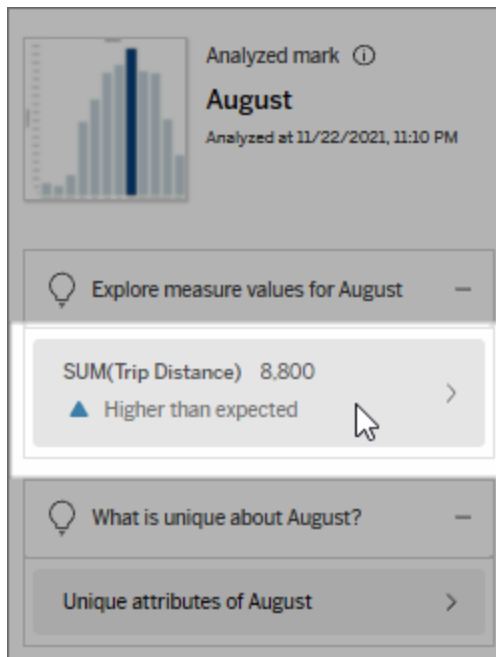 Analyzed mark
August
Analyzed at 11/22/2021, 11:10 PM
Explore measure values for August
SUM(Trip Distance) 8,800
Higher than expected
What is unique about August?
Unique attributes of August